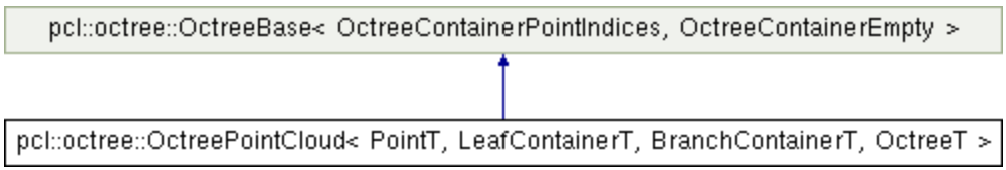 pcl::octree::OctreeBase< OctreeContainerPointIndices, OctreeContainerEmpty >
pcl::octree::OctreePointCloud< PointT, LeafContainerT, BranchContainerT, OctreeT >